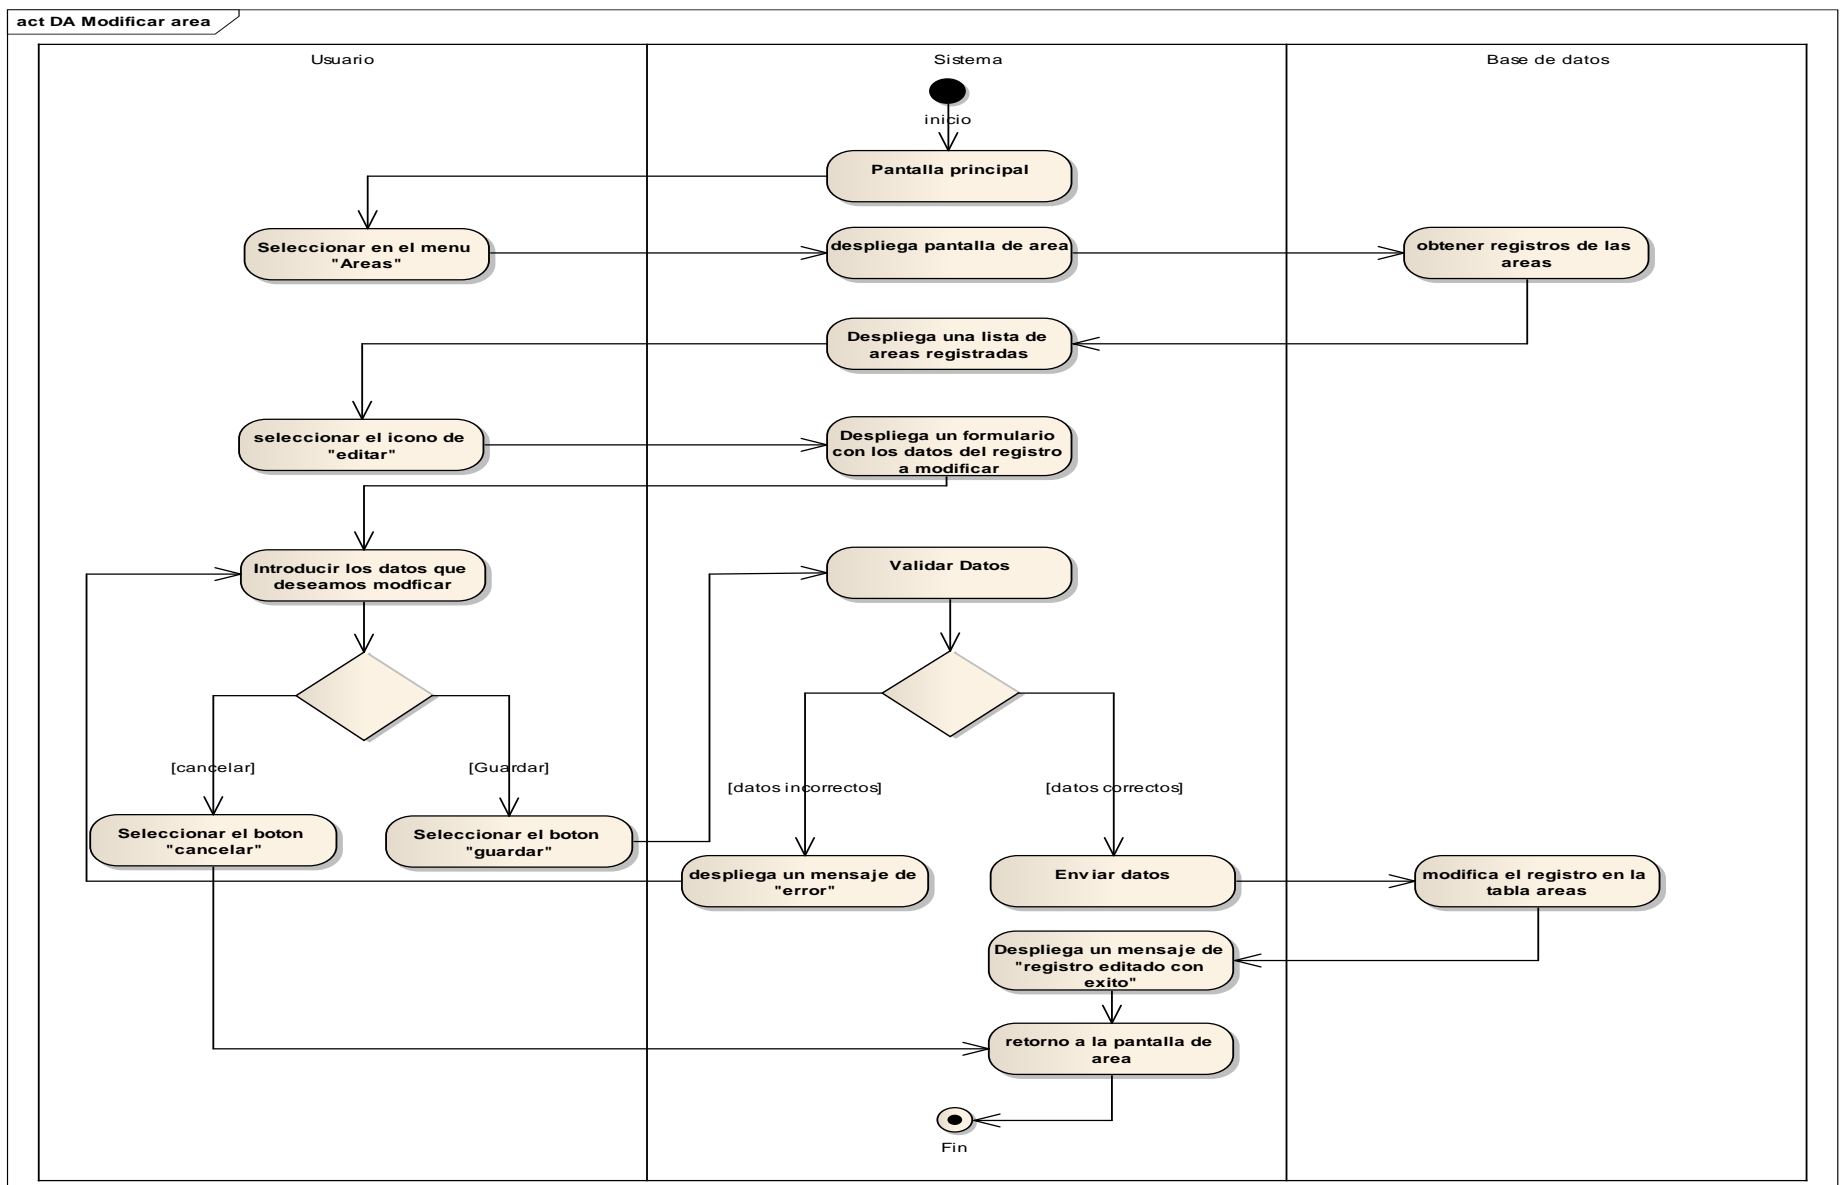 act DA Modificar area
Usuario
Sistema
Base de datos
inicio
Pantalla principal
Seleccionar en el menu
"Areas"
despliega pantalla de area
obtener registros de las
areas
Despliega una lista de
areas registradas
seleccionar el icono de
"editar"
Despliega un formulario
con los datos del registro
a modificar
Introducir los datos que
deseamos modficar
Validar Datos
[cancelar]
[Guardar]
[datos incorrectos]
[datos correctos]
Seleccionar el boton
"cancelar"
Seleccionar el boton
"guardar"
despliega un mensaje de
"error"
Enviar datos
modifica el registro en la
tabla areas
Despliega un mensaje de
"registro editado con
exito"
retorno a la pantalla de
area
Fin